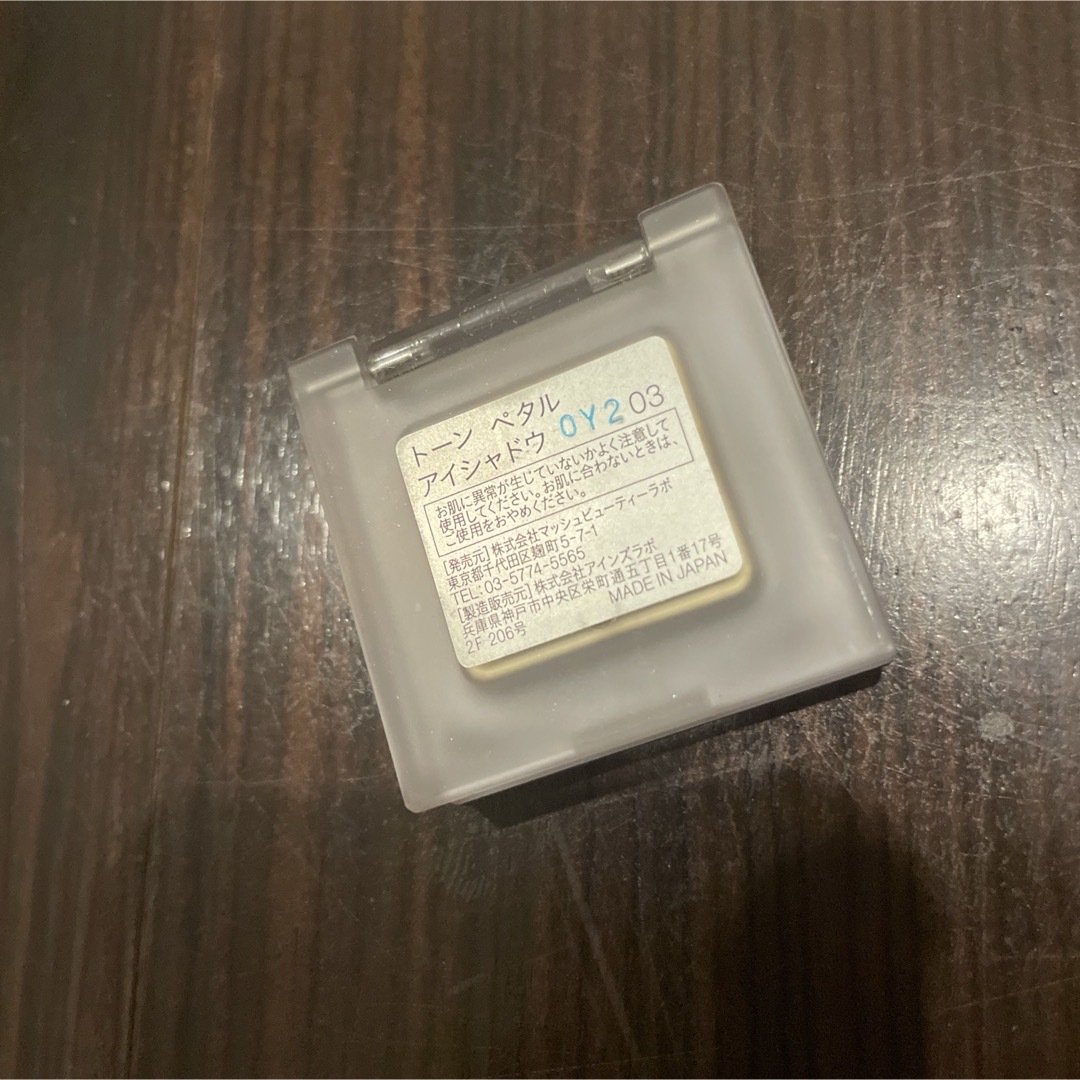 トーン ペタル
アイシャドウ 0Y2 03
お肌に異常が生じていないかよく注意して
使用してください。お肌に合わないときは、
ご使用をおやめください。
[発売元] 株式会社マッシュビューティーラボ
東京都千代田区麹町5-7-1
TEL: 03-5774-5565
[製造販売元] 株式会社アインズラボ
兵庫県神戸市中央区栄町通五丁目1番17号
2F 206号
MADE IN JAPAN